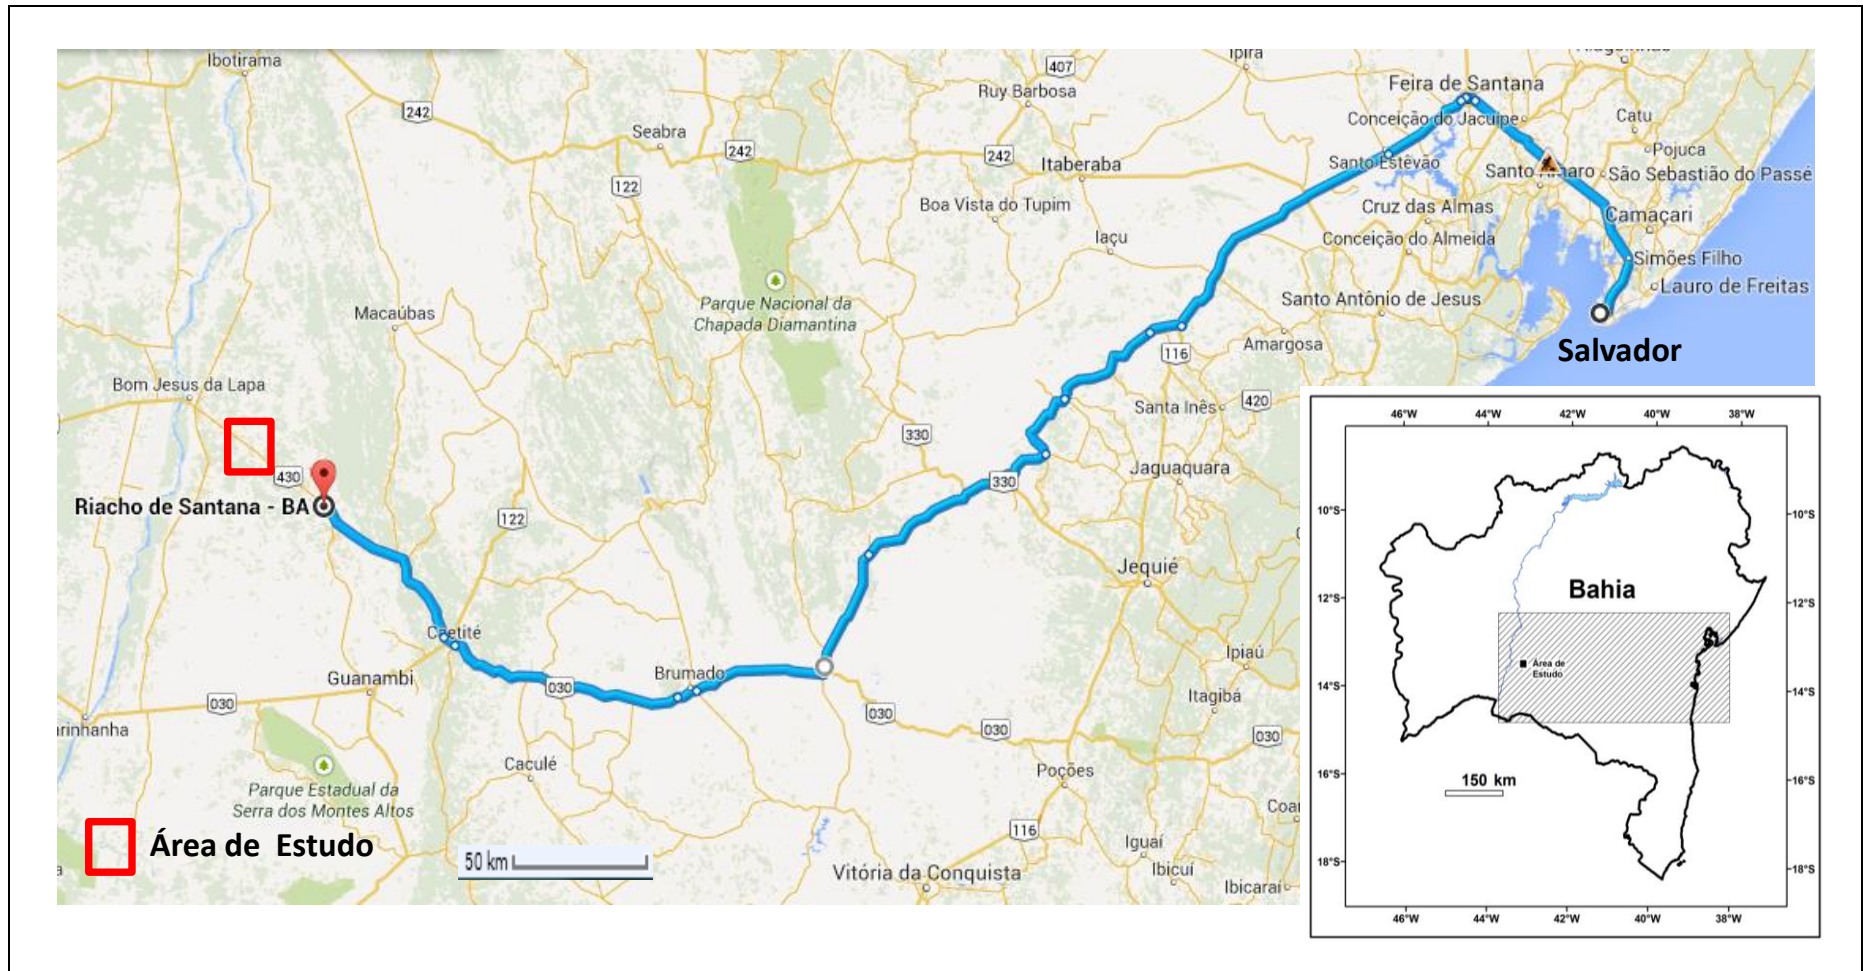 Ibotirama
Ipirá
407
Feira de Santana
Ruy Barbosa
242
Conceição do Jacuípe
Catu
Seabra
242
242
Itaberaba
Santo Estêvão
Pojuca
Santo Amaro
São Sebastião do Passé
122
Boa Vista do Tupim
Cruz das Almas
Camaçari
Iaçu
Conceição do Almeida
Simões Filho
Lauro de Freitas
Parque Nacional da
Chapada Diamantina
Santo Antônio de Jesus
Macaúbas
Salvador
116
Amargosa
Bom Jesus da Lapa
Santa Inês
420
330
430
Jaguaquara
330
Riacho de Santana - BA
122
Jequié
Caetité
Ipiaú
Guanambi
Brumado
030
Itagibá
030
030
030
030
arinhanha
Caculé
Poções
Parque Estadual da
Serra dos Montes Altos
Coa
116
Iguaí
Área de Estudo
50 km
Vitória da Conquista
Ibicuí
Ibicaraí
46°W
44°W
42°W
40°W
38°W
10°S
10°S
Bahia
12°S
12°S
Área de
Estudo
14°S
14°S
16°S
16°S
150 km
18°S
18°S
46°W
44°W
42°W
40°W
38°W